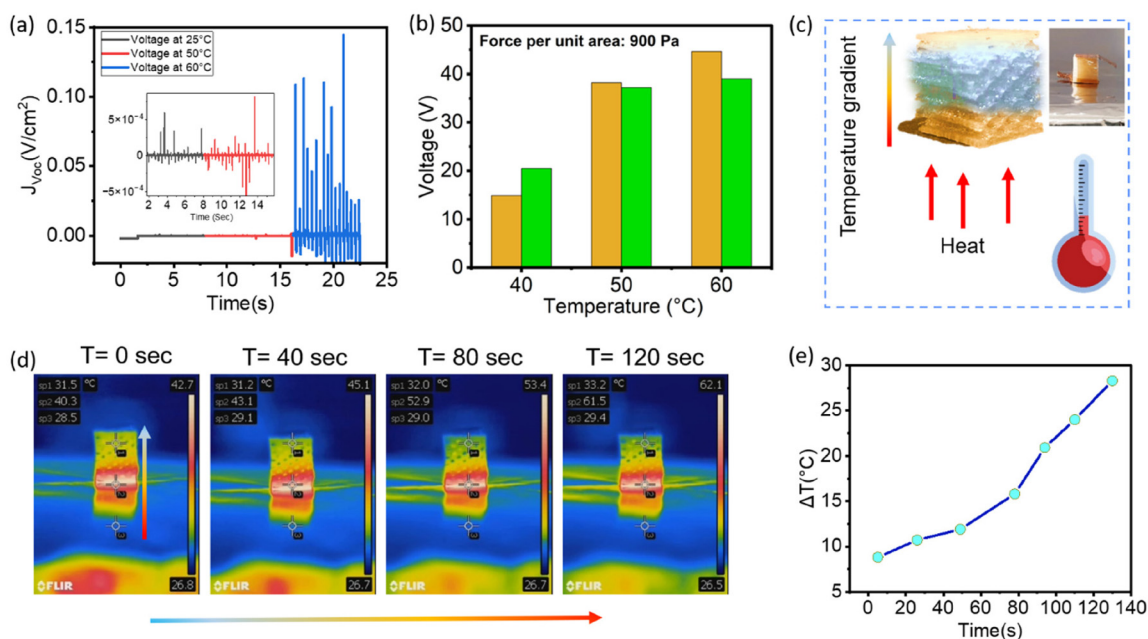 (a)
Voltage at 25°C
Voltage at 50°C
Voltage at 60°C
J_Voc(V/cm²)
0.15
0.10
0.05
0.00
5×10⁻⁴
0
−5×10⁻⁴
2 4 6 8 10 12 14
Time (Sec)
0 5 10 15 20 25
Time(s)
(b)
Force per unit area: 900 Pa
Voltage (V)
50
40
30
20
10
0
40 50 60
Temperature (°C)
(c)
Temperature gradient
Heat
(d)
T= 0 sec
T= 40 sec
T= 80 sec
T= 120 sec
sp1 31.5 °C 42.7
sp2 40.3
sp3 28.5
FLIR 26.8
sp1 31.2 °C 45.1
sp2 43.1
sp3 29.1
FLIR 26.7
sp1 32.0 °C 53.4
sp2 52.9
sp3 29.0
FLIR 26.7
sp1 33.2 °C 62.1
sp2 61.5
sp3 29.4
FLIR 26.5
(e)
ΔT(°C)
30
25
20
15
10
5
0
0 20 40 60 80 100 120 140
Time(s)